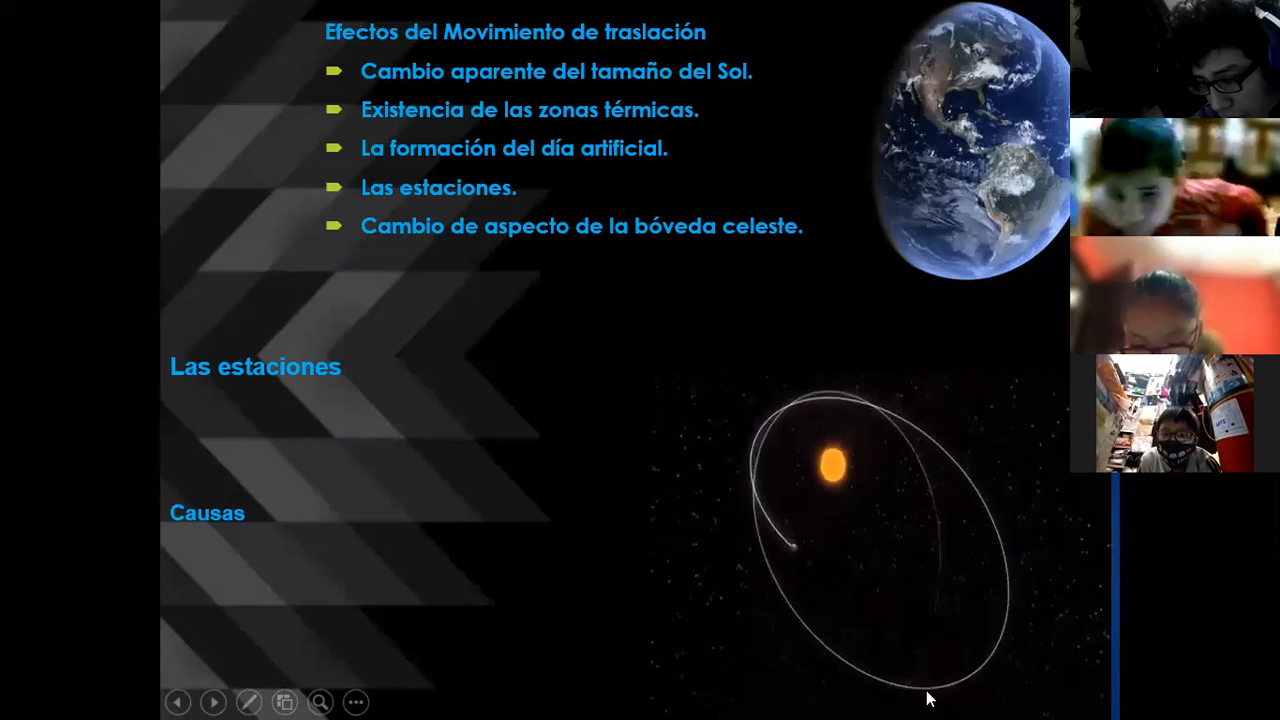 Efectos del Movimiento de traslación
Cambio aparente del tamaño del Sol.
Existencia de las zonas térmicas.
La formación del día artificial.
Las estaciones.
Cambio de aspecto de la bóveda celeste.
Las estaciones
Causas